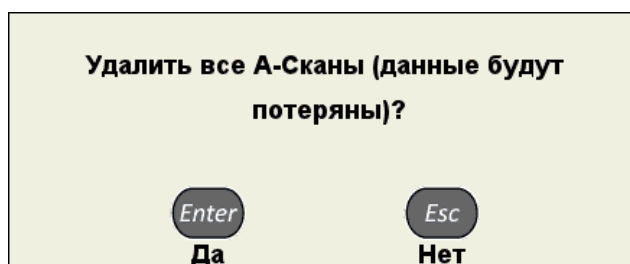 Удалить все А-Сканы (данные будут
потеряны)?
Enter Esc
Да Нет